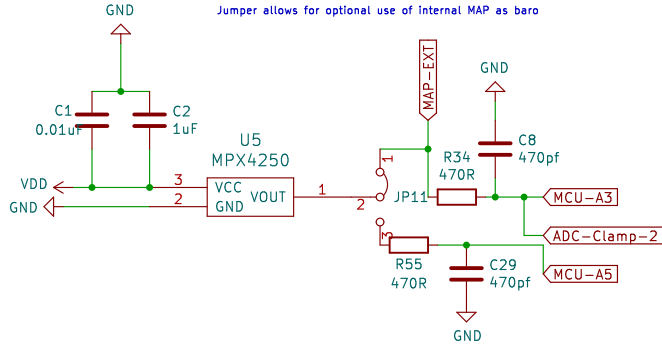 Jumper allows for optional use of internal MAP as baro
GND
MAP-EXT
GND
C1
0.01uF
C2
1uF
U5
MPX4250
C8
470pf
R34
470R
VDD
3
VCC
VOUT
1
1
2
JP11
MCU-A3
GND
2
GND
3
ADC-Clamp-2
R55
470R
C29
470pf
MCU-A5
GND